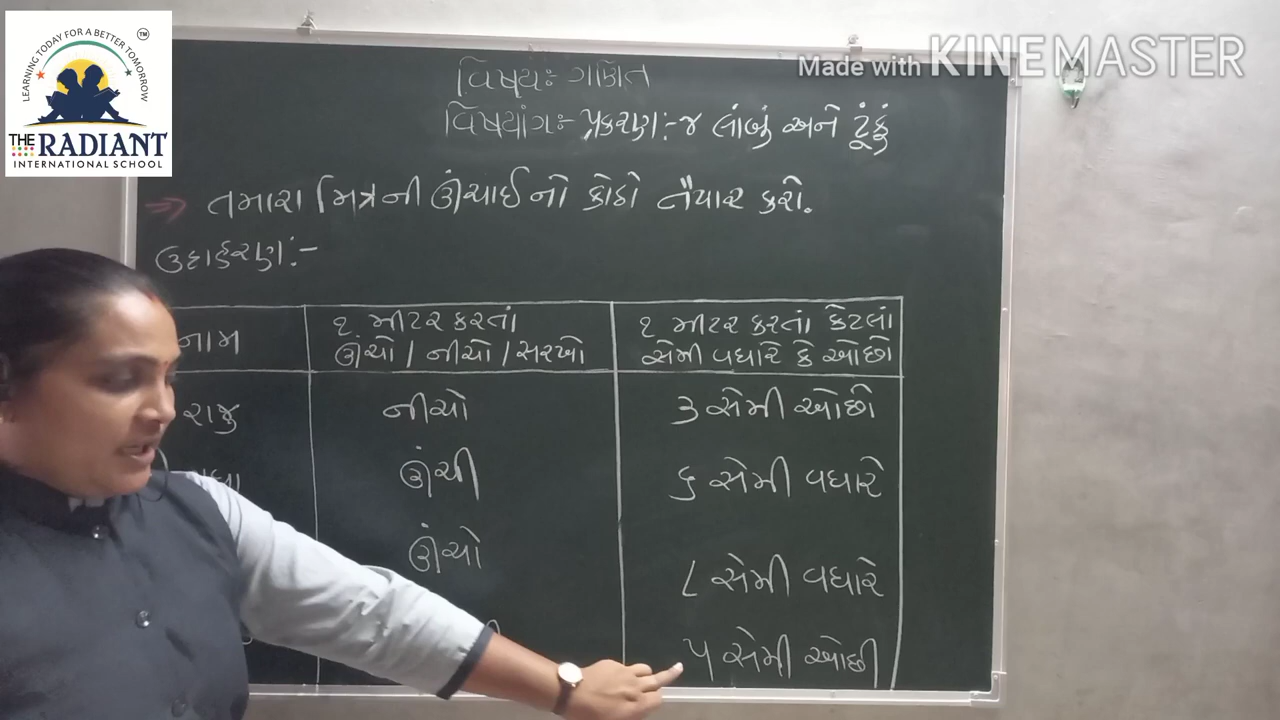 LEARNING TODAY FOR A BETTER TOMORROW
TM
THE RADIANT
INTERNATIONAL SCHOOL
Made with KINEMASTER
વિષયઃ ગણિત
વિષયાંગઃ- પ્રકરણઃ-૪ લાંબું અને ટૂંકું
તમારા મિત્રની ઊંચાઈ નો કોઠો તૈયાર કરો.
ઉદાહરણઃ-
નામ
૧ મીટર કરતાં
ઊંચો / નીચો / સરખો
૧ મીટર કરતાં કેટલાં
સેમી વધારે કે ઓછો
રાજુ
નીચો
૩ સેમી ઓછો
ઊંચી
૬ સેમી વધારે
ઊંચો
૮ સેમી વધારે
૫ સેમી ઓછી